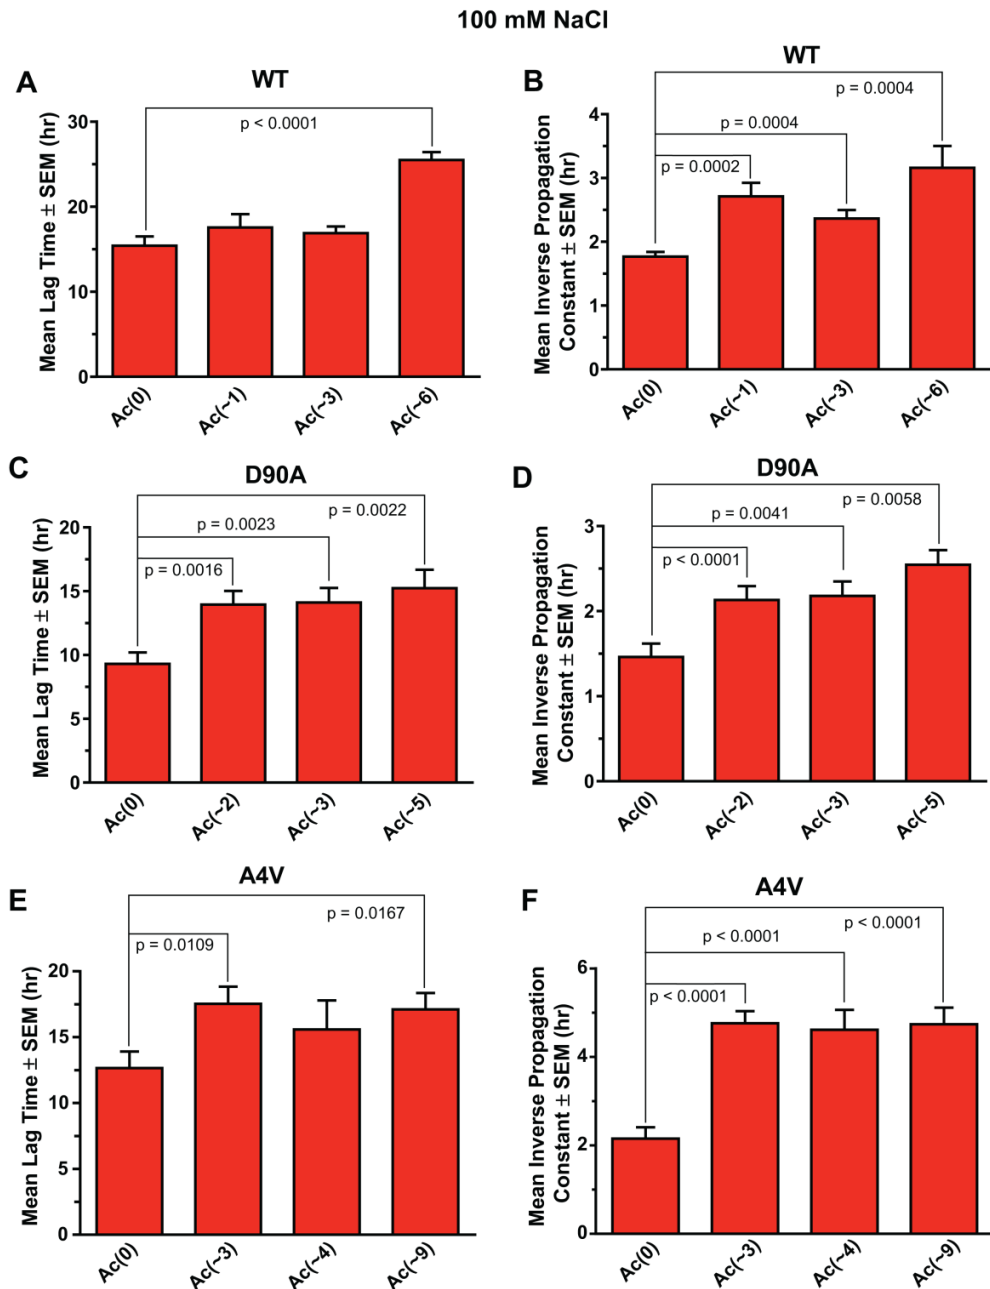 100 mM NaCl
A
WT
Mean Lag Time ± SEM (hr)
p < 0.0001
30
20
10
0
Ac(0)
Ac(~1)
Ac(~3)
Ac(~6)
B
WT
Mean Inverse Propagation
Constant ± SEM (hr)
p = 0.0004
p = 0.0004
p = 0.0002
4
3
2
1
0
Ac(0)
Ac(~1)
Ac(~3)
Ac(~6)
C
D90A
Mean Lag Time ± SEM (hr)
p = 0.0022
p = 0.0023
p = 0.0016
20
15
10
5
0
Ac(0)
Ac(~2)
Ac(~3)
Ac(~5)
D
D90A
Mean Inverse Propagation
Constant ± SEM (hr)
p = 0.0058
p = 0.0041
p < 0.0001
3
2
1
0
Ac(0)
Ac(~2)
Ac(~3)
Ac(~5)
E
A4V
Mean Lag Time ± SEM (hr)
p = 0.0167
p = 0.0109
20
15
10
5
0
Ac(0)
Ac(~3)
Ac(~4)
Ac(~9)
F
A4V
Mean Inverse Propagation
Constant ± SEM (hr)
p < 0.0001
p < 0.0001
p < 0.0001
6
4
2
0
Ac(0)
Ac(~3)
Ac(~4)
Ac(~9)